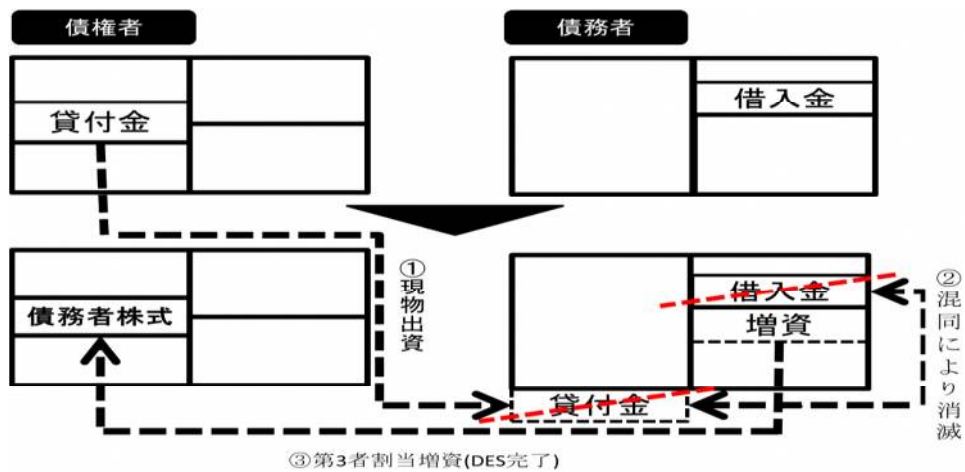 債権者
債務者
貸付金
借入金
債務者株式
①現物出資
借入金
増資
②混同により消滅
貸付金
③第3者割当増資(DES完了)